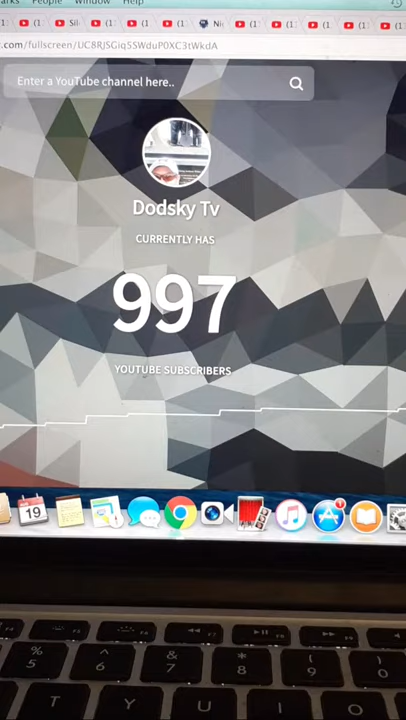 People Window Help
.com/fullscreen/UC8RJSGiq5SWduP0XC3tWkdA
Enter a YouTube channel here..
Dodsky Tv
CURRENTLY HAS
997
YOUTUBE SUBSCRIBERS
19
1
% & *
5 6 7 8 9 0
T Y U I O
F5 F6 F7 F8 F9